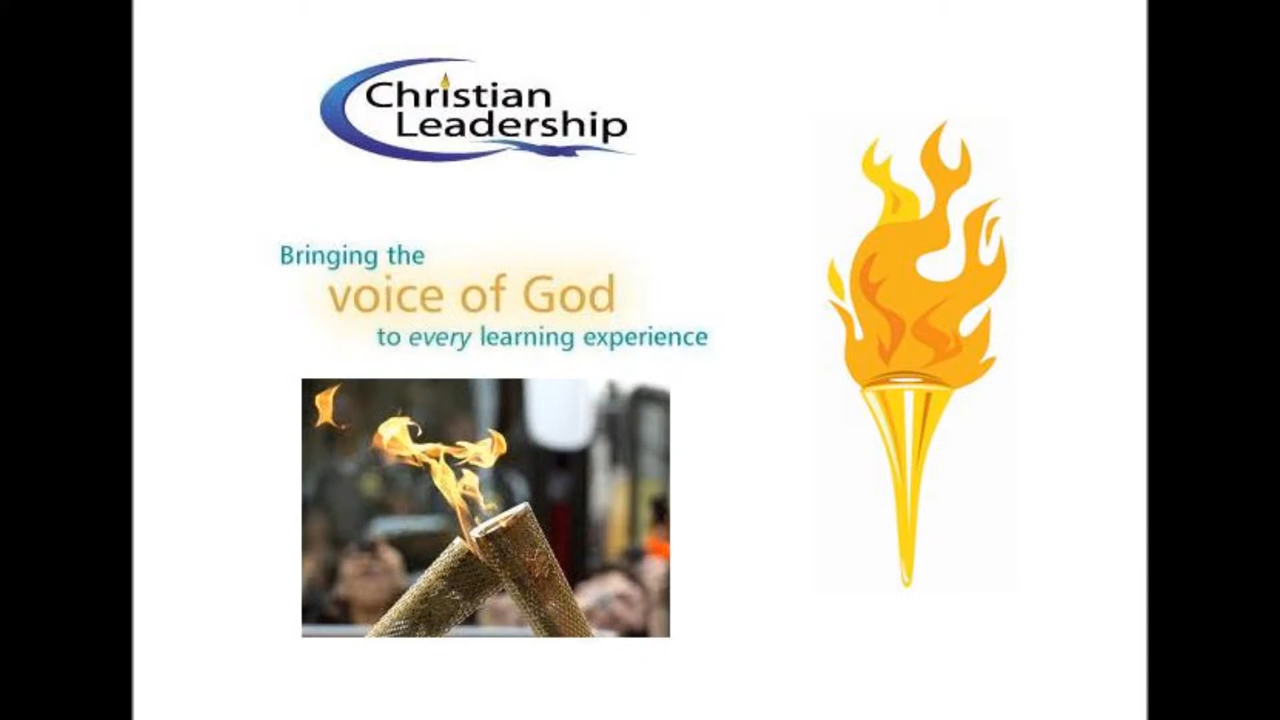 Christian
Leadership
Bringing the
voice of God
to every learning experience